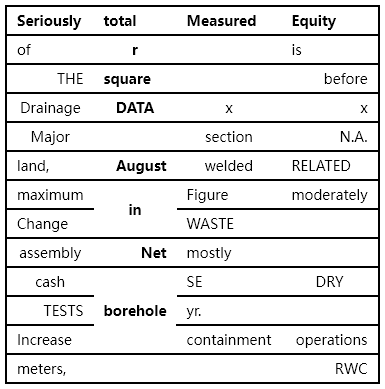 Seriously total Measured Equity
of r is
THE square before
Drainage DATA x x
Major section N.A.
land, August welded RELATED
maximum in Figure moderately
Change WASTE
assembly Net mostly
cash borehole SE DRY
TESTS yr.
Increase containment operations
meters, RWC